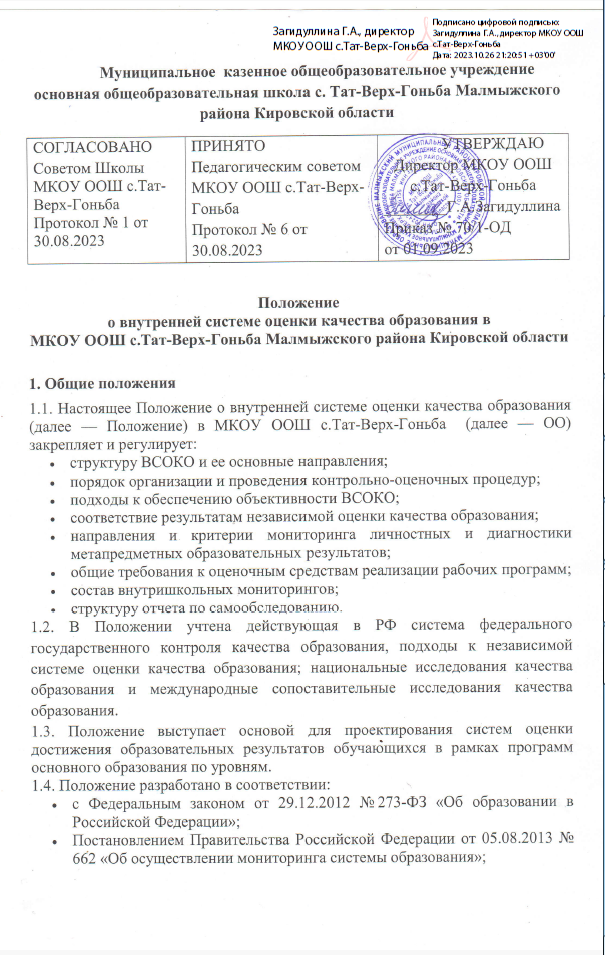 Загидуллина Г.А., директор
МКОУ ООШ с.Тат-Верх-Гоньба
Подписано цифровой подписью:
Загидуллина Г.А., директор МКОУ ООШ
с.Тат-Верх-Гоньба
Дата: 2023.10.26 21:20:51 +03'00'
Муниципальное казенное общеобразовательное учреждение
основная общеобразовательная школа с. Тат-Верх-Гоньба Малмыжского
района Кировской области
СОГЛАСОВАНО
Советом Школы
МКОУ ООШ с.Тат-
Верх-Гоньба
Протокол № 1 от
30.08.2023
ПРИНЯТО
Педагогическим советом
МКОУ ООШ с.Тат-Верх-
Гоньба
Протокол № 6 от
30.08.2023
УТВЕРЖДАЮ
Директор МКОУ ООШ
с.Тат-Верх-Гоньба
Г.А.Загидуллина
Приказ № 70/1-ОД
от 01.09.2023
Положение
о внутренней системе оценки качества образования в
МКОУ ООШ с.Тат-Верх-Гоньба Малмыжского района Кировской области
1. Общие положения
1.1. Настоящее Положение о внутренней системе оценки качества образования
(далее — Положение) в МКОУ ООШ с.Тат-Верх-Гоньба (далее — ОО)
закрепляет и регулирует:
• структуру ВСОКО и ее основные направления;
• порядок организации и проведения контрольно-оценочных процедур;
• подходы к обеспечению объективности ВСОКО;
• соответствие результатам независимой оценки качества образования;
• направления и критерии мониторинга личностных и диагностики
метапредметных образовательных результатов;
• общие требования к оценочным средствам реализации рабочих программ;
• состав внутришкольных мониторингов;
• структуру отчета по самообследованию.
1.2. В Положении учтена действующая в РФ система федерального
государственного контроля качества образования, подходы к независимой
системе оценки качества образования; национальные исследования качества
образования и международные сопоставительные исследования качества
образования.
1.3. Положение выступает основой для проектирования систем оценки
достижения образовательных результатов обучающихся в рамках программ
основного образования по уровням.
1.4. Положение разработано в соответствии:
• с Федеральным законом от 29.12.2012 №273-ФЗ «Об образовании в
Российской Федерации»;
• Постановлением Правительства Российской Федерации от 05.08.2013 №
662 «Об осуществлении мониторинга системы образования»;